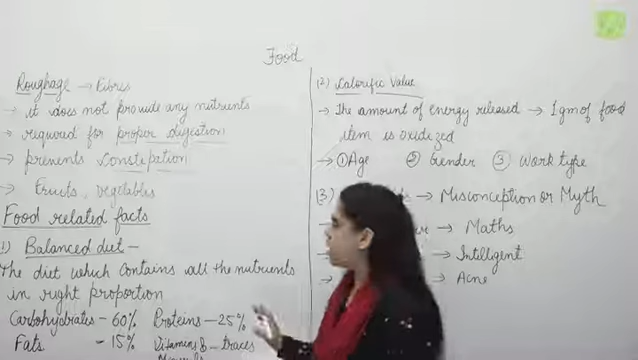 Food
Roughage → Fibres
→ it does not provide any nutrients
→ required for proper digestion
→ prevents constipation
→ Fruits, vegetables
Food related facts
1) Balanced diet —
The diet which contains all the nutrients
in right proportion
Carbohydrates - 60% Proteins - 25%
Fats - 15% Vitamins B - traces
(2) Calorific Value
→ The amount of energy released → 1gm of food
item is oxidized
→ ① Age ② Gender ③ Work type
(3) → Misconception or Myth
→ → Maths
→ → Intelligent
→ → Acne